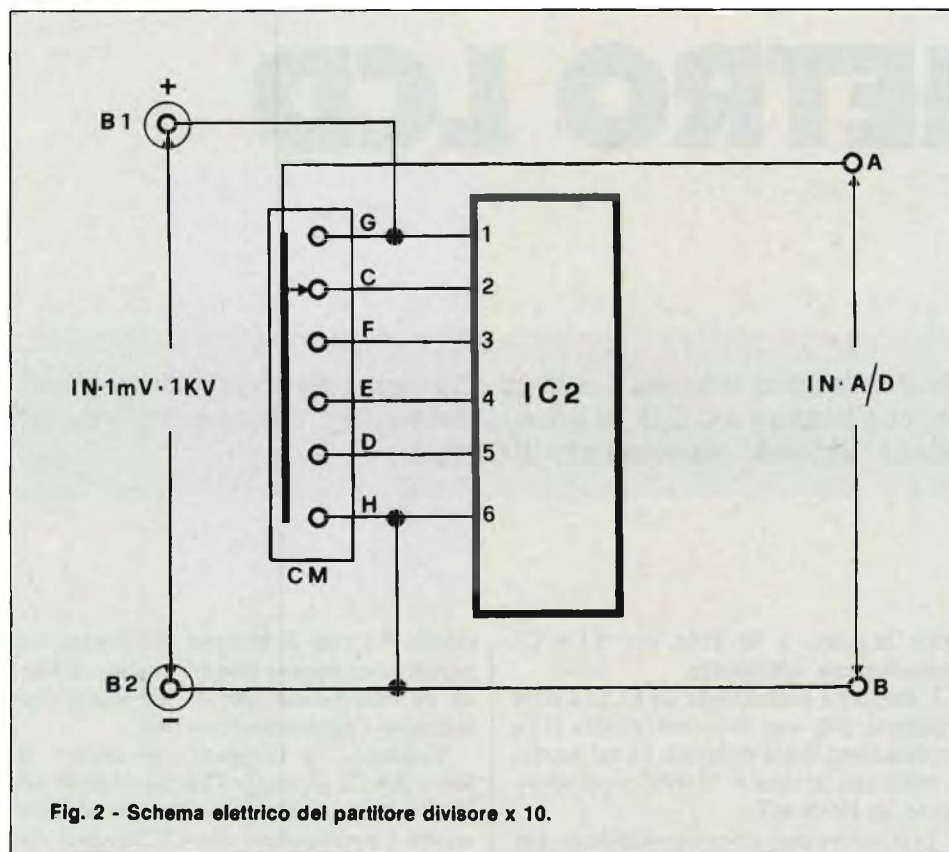 +
B1
A
G
1
C
2
F
3
IN·1mV·1KV
E
4
IC2
IN·A/D
D
5
H
6
CM
B2
B
−
Fig. 2 - Schema elettrico del partitore divisore x 10.